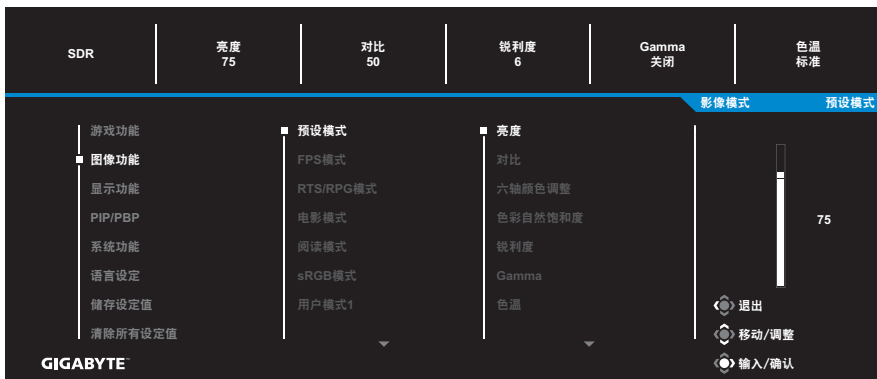 SDR
亮度
75
对比
50
锐利度
6
Gamma
关闭
色温
标准
影像模式 预设模式
游戏功能
图像功能
显示功能
PIP/PBP
系统功能
语言设定
储存设定值
清除所有设定值
预设模式
FPS模式
RTS/RPG模式
电影模式
阅读模式
sRGB模式
用户模式1
亮度
对比
六轴颜色调整
色彩自然饱和度
锐利度
Gamma
色温
75
退出
移动/调整
输入/确认
GIGABYTE™